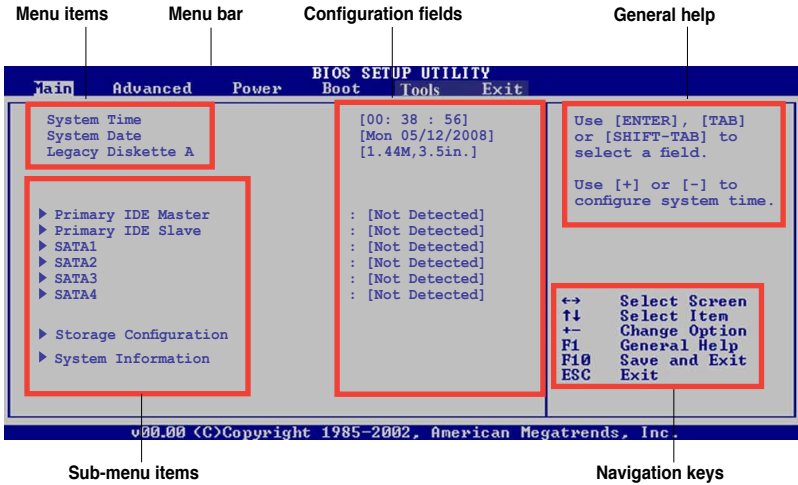 Menu items Menu bar Configuration fields General help
BIOS SETUP UTILITY
Main Advanced Power Boot Tools Exit
System Time [00: 38 : 56]
System Date [Mon 05/12/2008]
Legacy Diskette A [1.44M,3.5in.]
Primary IDE Master : [Not Detected]
Primary IDE Slave : [Not Detected]
SATA1 : [Not Detected]
SATA2 : [Not Detected]
SATA3 : [Not Detected]
SATA4 : [Not Detected]
Storage Configuration
System Information
Use [ENTER], [TAB]
or [SHIFT-TAB] to
select a field.
Use [+] or [-] to
configure system time.
↔ Select Screen
↑↓ Select Item
+- Change Option
F1 General Help
F10 Save and Exit
ESC Exit
v00.00 (C)Copyright 1985-2002, American Megatrends, Inc.
Sub-menu items Navigation keys